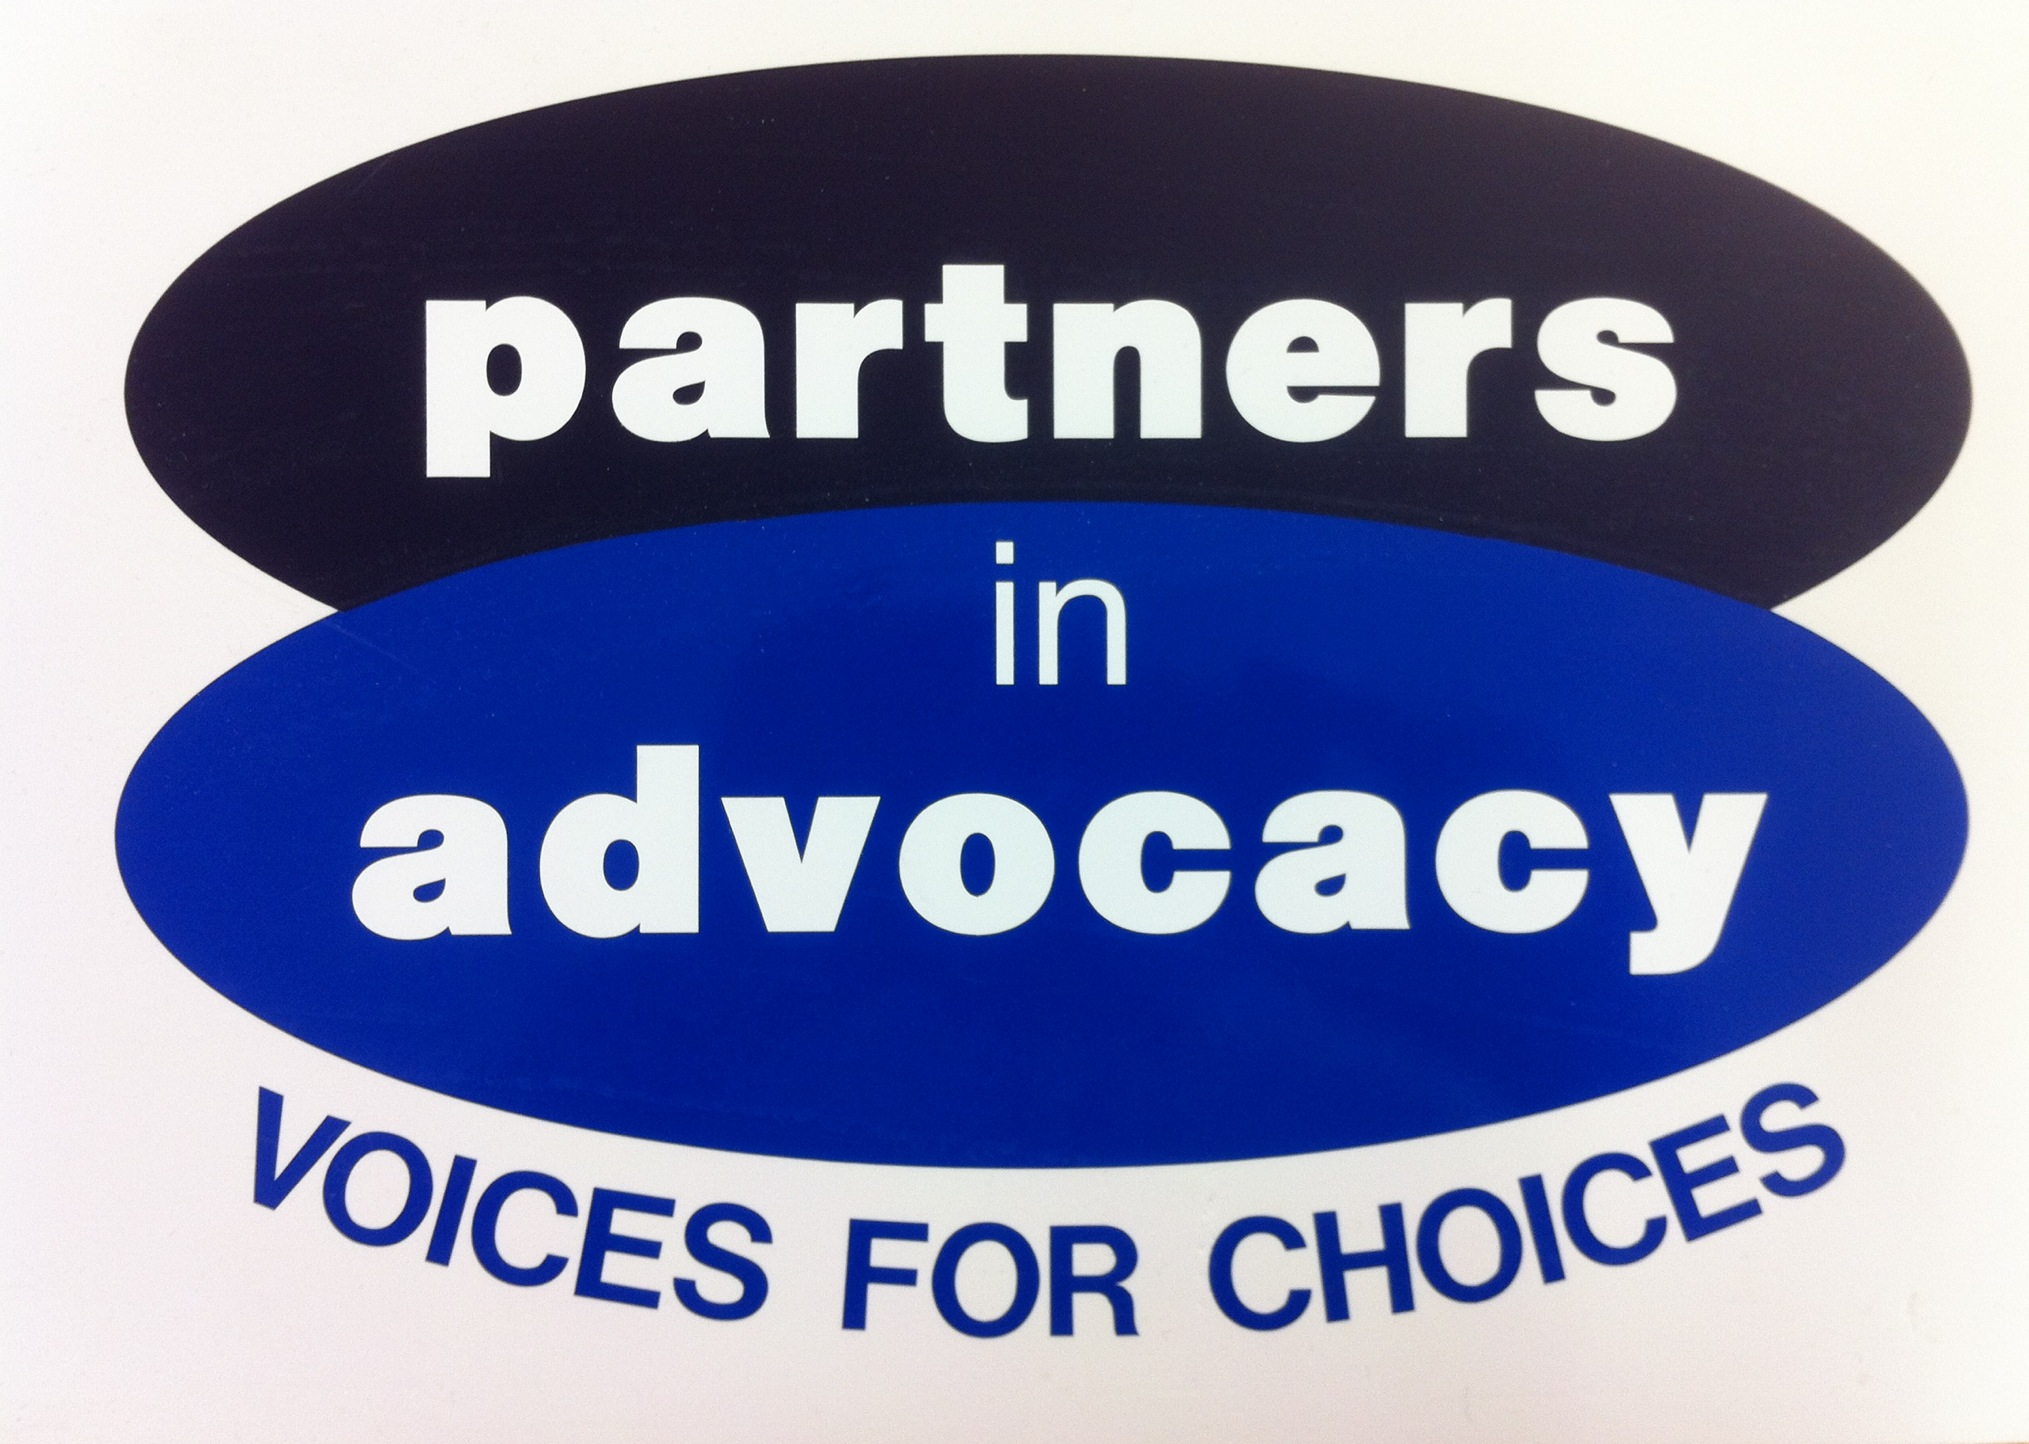 partners
in
advocacy
VOICES FOR CHOICES